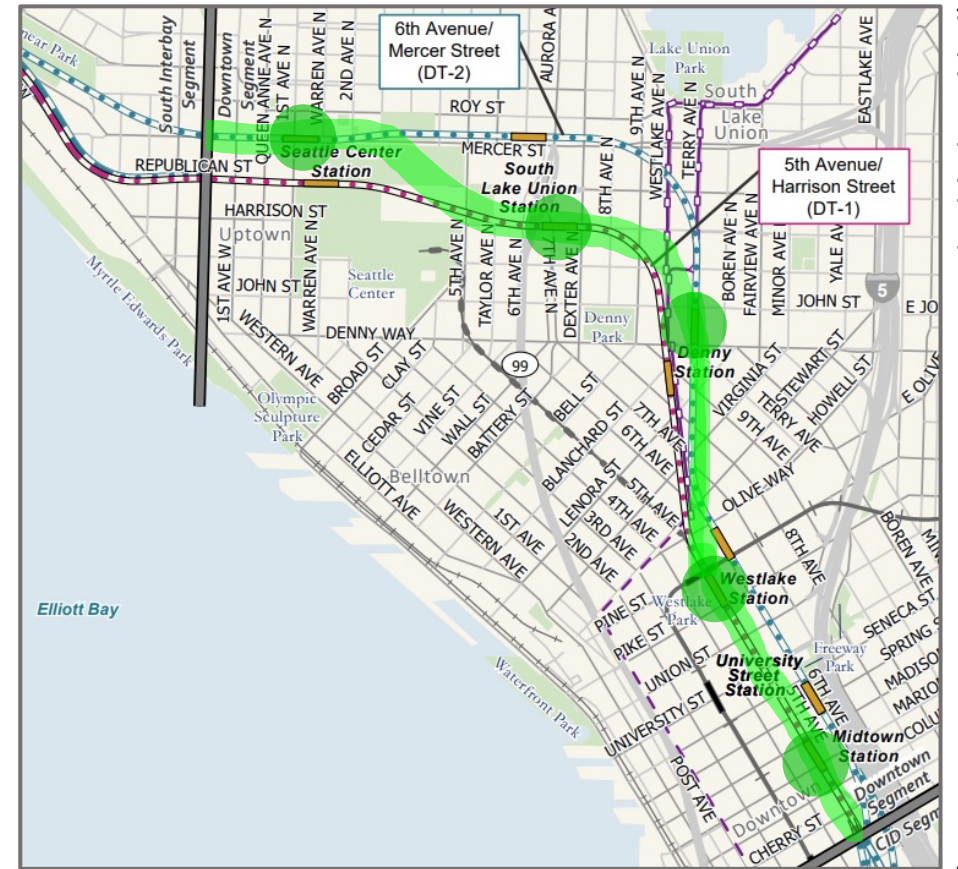 6th Avenue/
Mercer Street
(DT-2)
5th Avenue/
Harrison Street
(DT-1)
South Interbay
Segment
Downtown
Segment
QUEEN ANNE AVE N
1ST AVE N
WARREN AVE N
2ND AVE N
AURORA A
Lake Union
Park
South
Lake
Union
EASTLAKE AVE
9TH AVE N
WESTLAKE AVE N
TERRY AVE N
ROY ST
MERCER ST
Seattle Center
Station
South
Lake Union
Station
8TH AVE N
REPUBLICAN ST
HARRISON ST
Uptown
Seattle
Center
JOHN ST
1ST AVE W
WARREN AVE N
5TH AVE N
TAYLOR AVE N
6TH AVE N
DEXTER AVE N
BOREN AVE N
FAIRVIEW AVE N
MINOR AVE N
YALE AV
5
JOHN ST
E JO
Myrtle Edwards Park
DENNY WAY
Denny
Park
Denny
Station
99
WESTERN AVE
BROAD ST
CLAY ST
CEDAR ST
VINE ST
WALL ST
BATTERY ST
BELL ST
BLANCHARD ST
LENORA ST
7TH AVE
6TH AVE
5TH AVE
4TH AVE
3RD AVE
2ND AVE
VIRGINIA ST
STEWART ST
TERRY AVE
9TH AVE
HOWELL ST
E OLIVE
Olympic
Sculpture
Park
Belltown
ELLIOTT AVE
WESTERN AVE
1ST AVE
OLIVE WAY
8TH AVE
BOREN AVE
Elliott Bay
Westlake
Station
Westlake
Park
PINE ST
PIKE ST
UNION ST
UNIVERSITY ST
University
Street
Station
Freeway
Park
SENECA ST
SPRING S
MADISO
MARIO
COLU
6TH AVE
5TH AVE
Midtown
Station
Waterfront Park
POST AVE
Downtown
CHERRY ST
Downtown
Segment
CID Segm